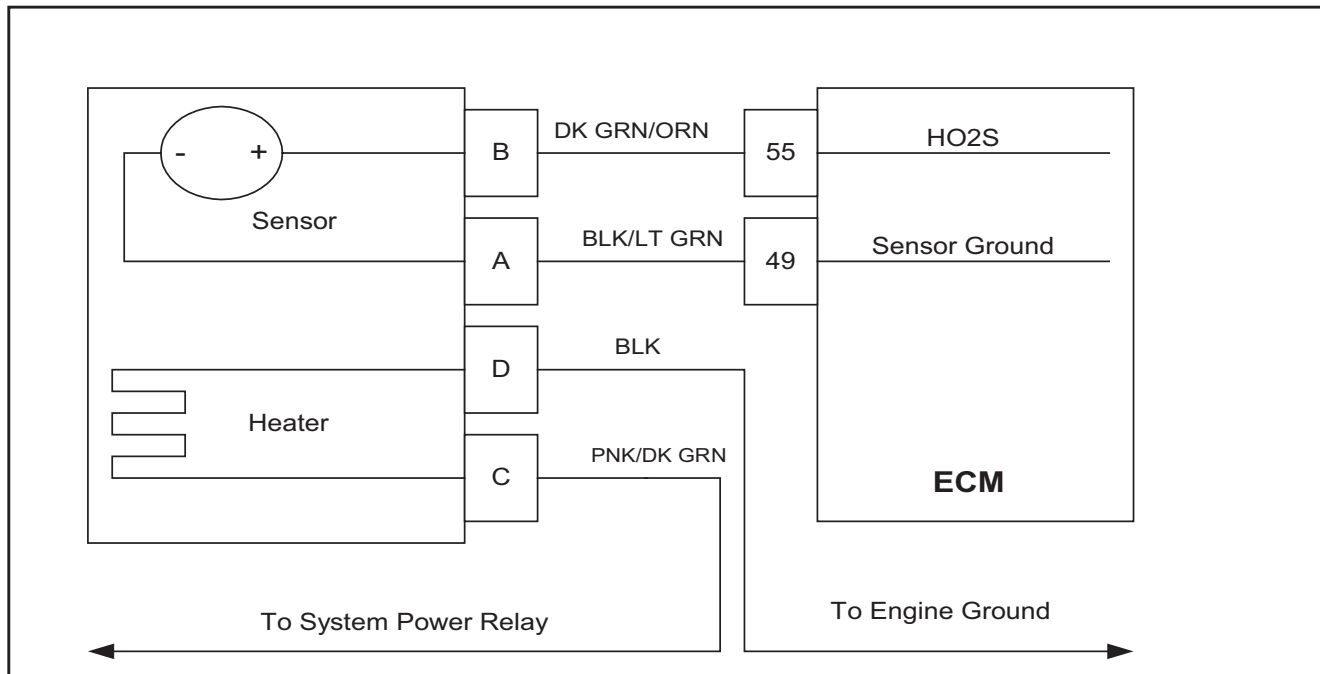 DK GRN/ORN
B
55
HO2S
- +
Sensor
BLK/LT GRN
A
49
Sensor Ground
BLK
D
Heater
PNK/DK GRN
C
ECM
To System Power Relay
To Engine Ground